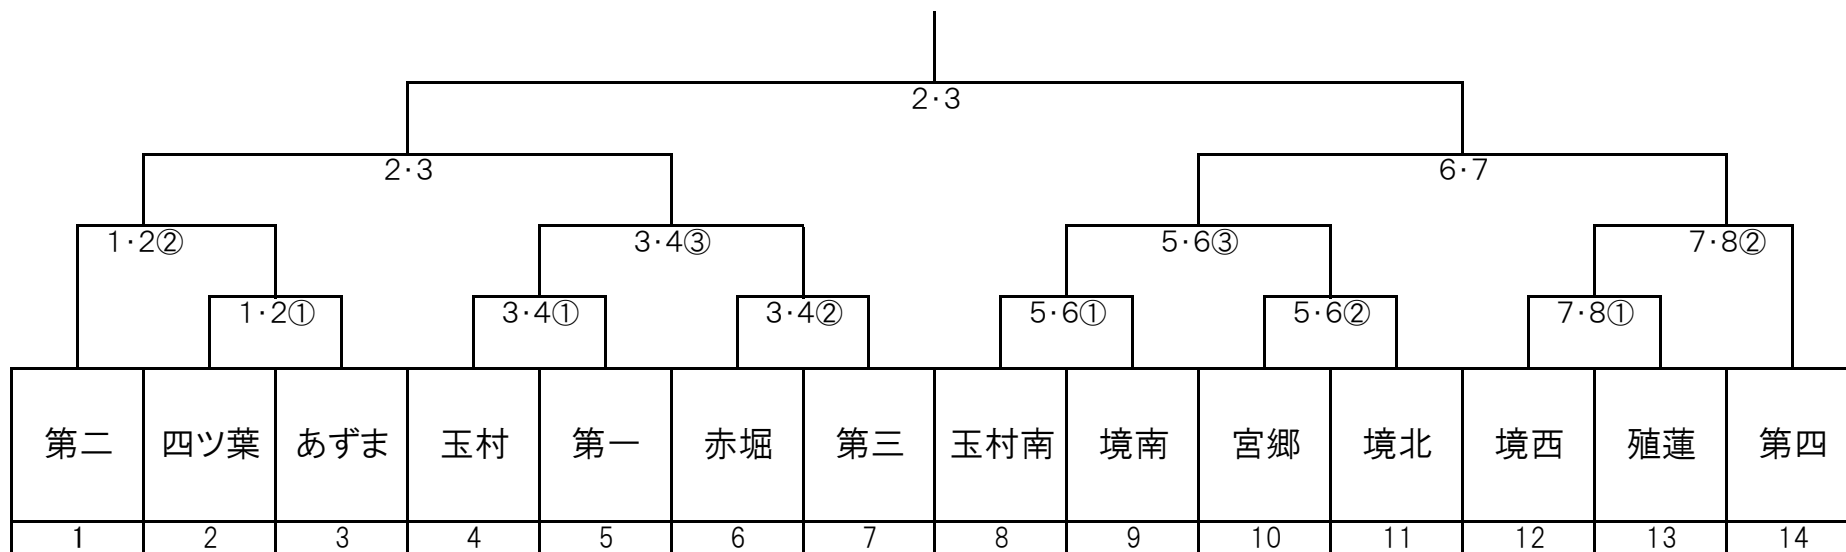 2·3
2·3 6·7
1·2② 3·4③ 5·6③ 7·8②
1·2① 3·4① 3·4② 5·6① 5·6② 7·8①
第二 四ツ葉 あずま 玉村 第一 赤堀 第三 玉村南 境南 宮郷 境北 境西 殖蓮 第四
1 2 3 4 5 6 7 8 9 10 11 12 13 14